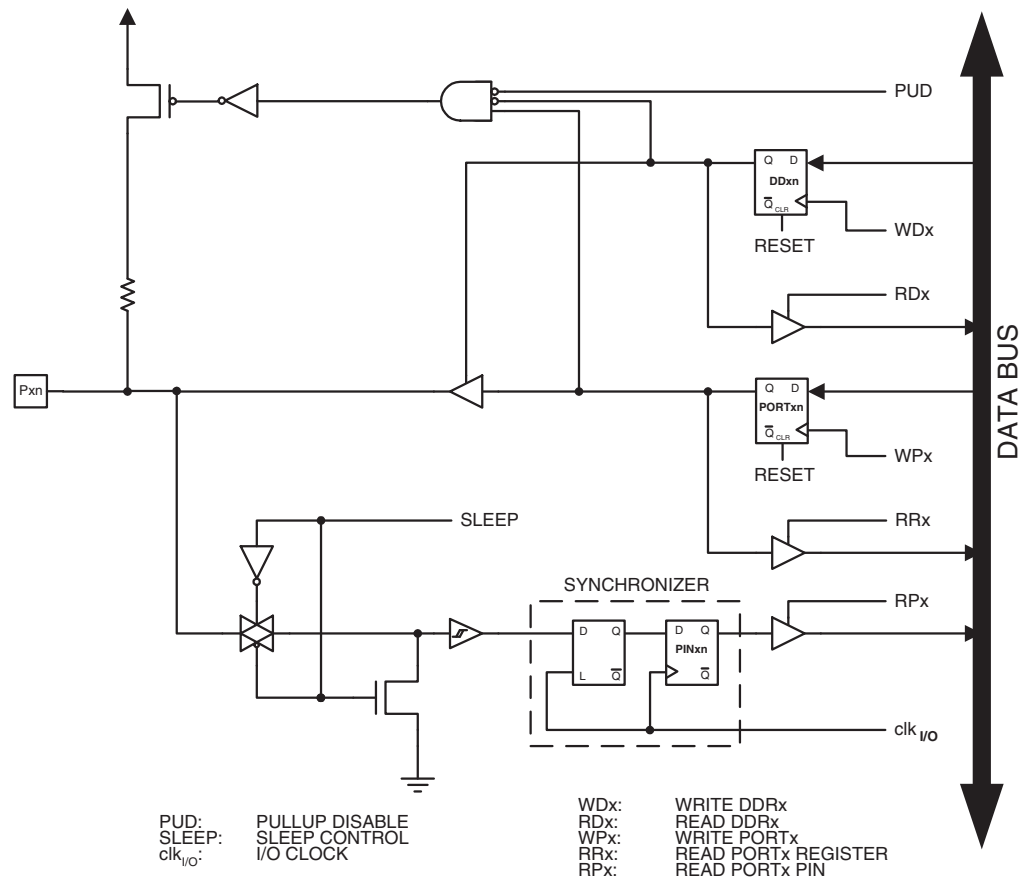 PUD
Q D
DDxn
Q CLR
WDx
RESET
RDx
DATA BUS
Pxn
Q D
PORTxn
Q CLR
WPx
RESET
SLEEP
RRx
SYNCHRONIZER
RPx
D Q
L Q
D Q
PINxn
Q
clk I/O
PUD: PULLUP DISABLE
SLEEP: SLEEP CONTROL
clkI/O: I/O CLOCK
WDx: WRITE DDRx
RDx: READ DDRx
WPx: WRITE PORTx
RRx: READ PORTx REGISTER
RPx: READ PORTx PIN